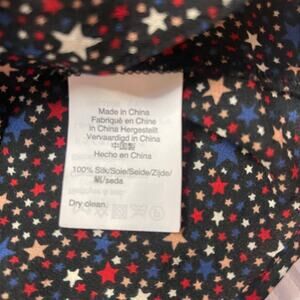 Made in China
Fabriqué en Chine
in China Hergestellt
Vervaardigd in China
中国製
Hecho en China
100% Silk/Soie/Seide/Zijde/
絹/seda
Dry clean.